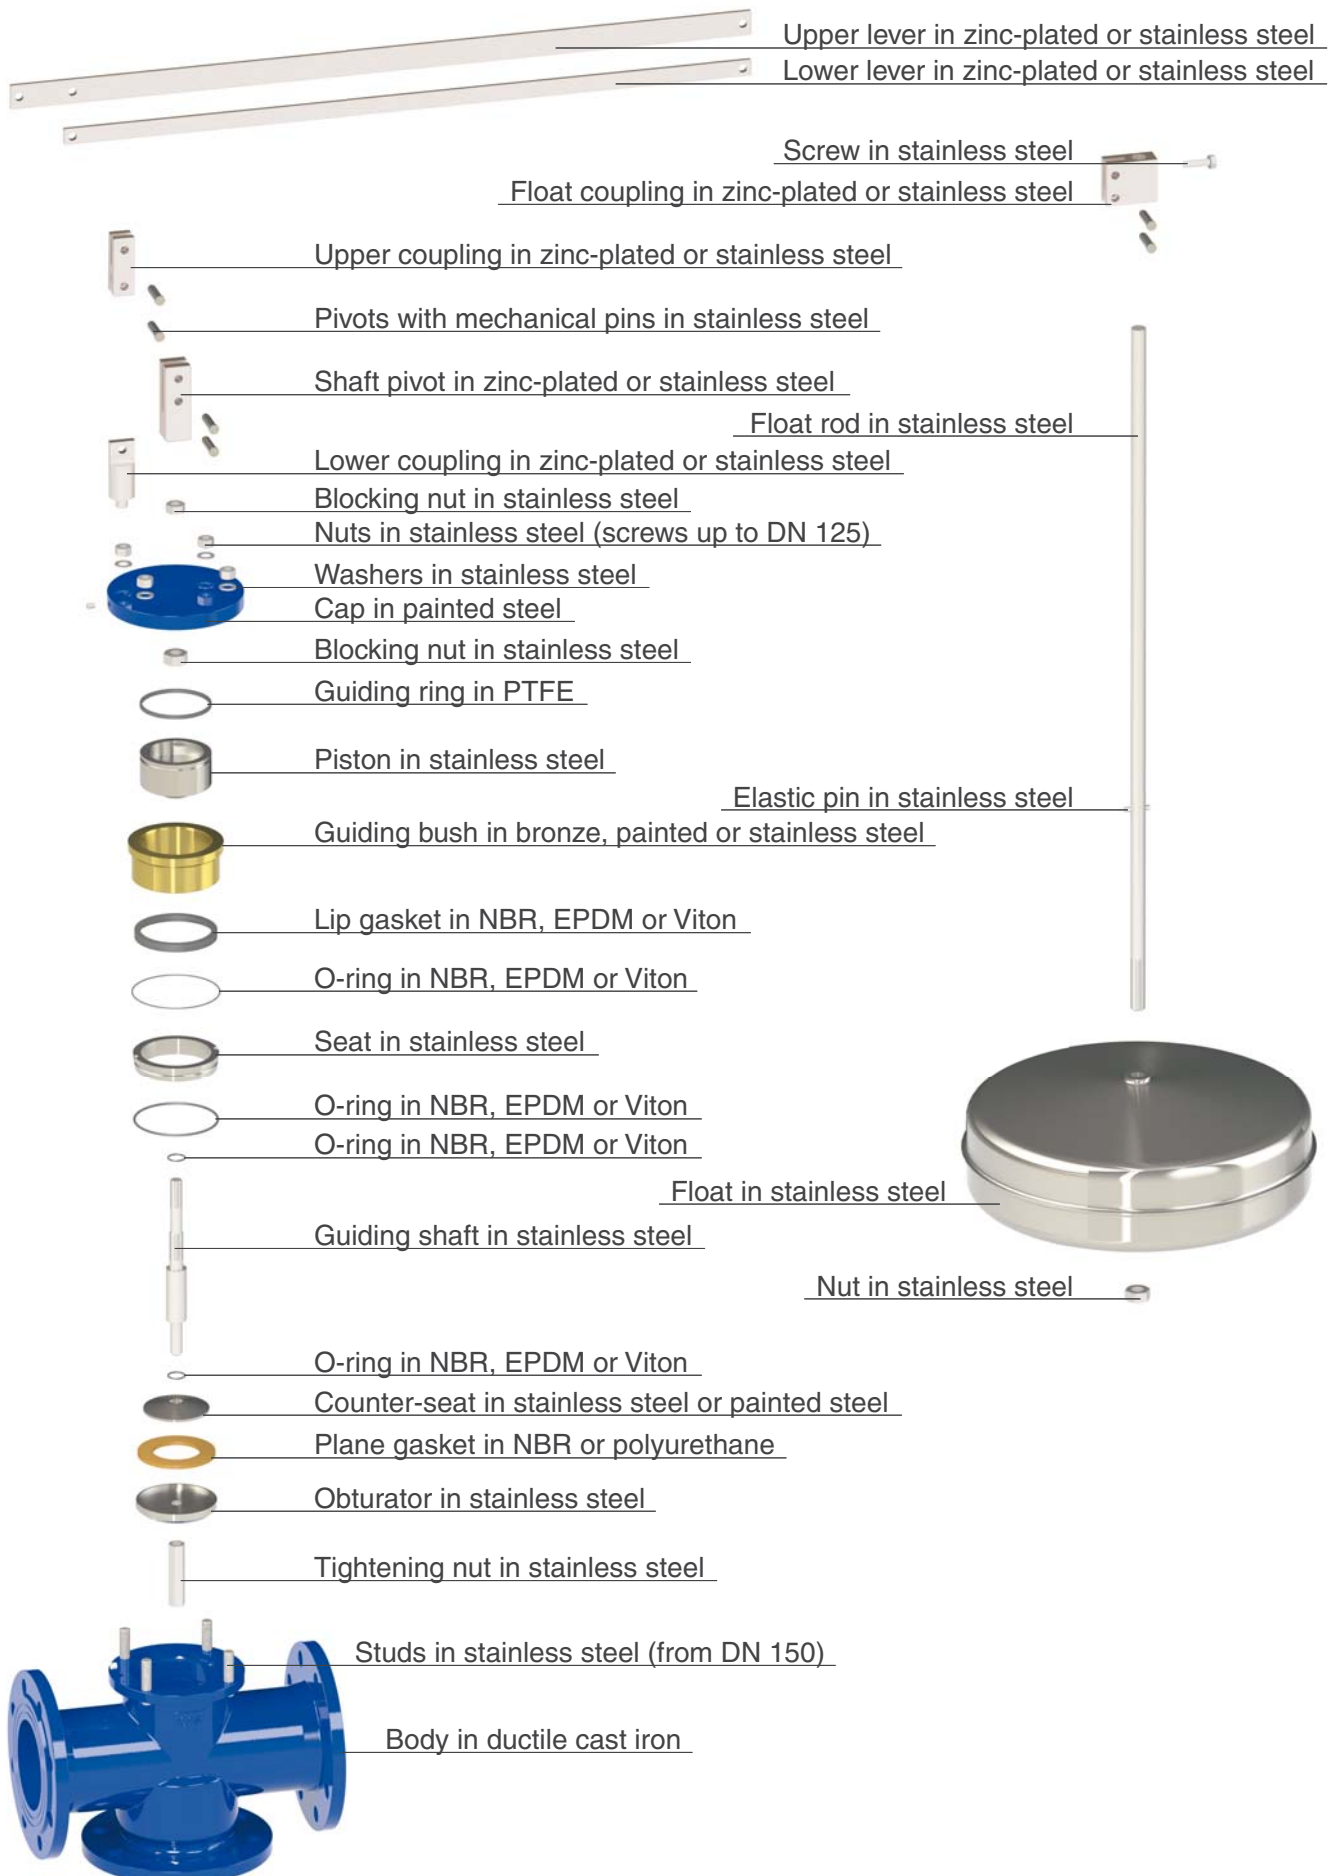 Upper lever in zinc-plated or stainless steel
Lower lever in zinc-plated or stainless steel
Screw in stainless steel
Float coupling in zinc-plated or stainless steel
Upper coupling in zinc-plated or stainless steel
Pivots with mechanical pins in stainless steel
Shaft pivot in zinc-plated or stainless steel
Float rod in stainless steel
Lower coupling in zinc-plated or stainless steel
Blocking nut in stainless steel
Nuts in stainless steel (screws up to DN 125)
Washers in stainless steel
Cap in painted steel
Blocking nut in stainless steel
Guiding ring in PTFE
Piston in stainless steel
Elastic pin in stainless steel
Guiding bush in bronze, painted or stainless steel
Lip gasket in NBR, EPDM or Viton
O-ring in NBR, EPDM or Viton
Seat in stainless steel
O-ring in NBR, EPDM or Viton
O-ring in NBR, EPDM or Viton
Float in stainless steel
Guiding shaft in stainless steel
Nut in stainless steel
O-ring in NBR, EPDM or Viton
Counter-seat in stainless steel or painted steel
Plane gasket in NBR or polyurethane
Obturator in stainless steel
Tightening nut in stainless steel
Studs in stainless steel (from DN 150)
Body in ductile cast iron